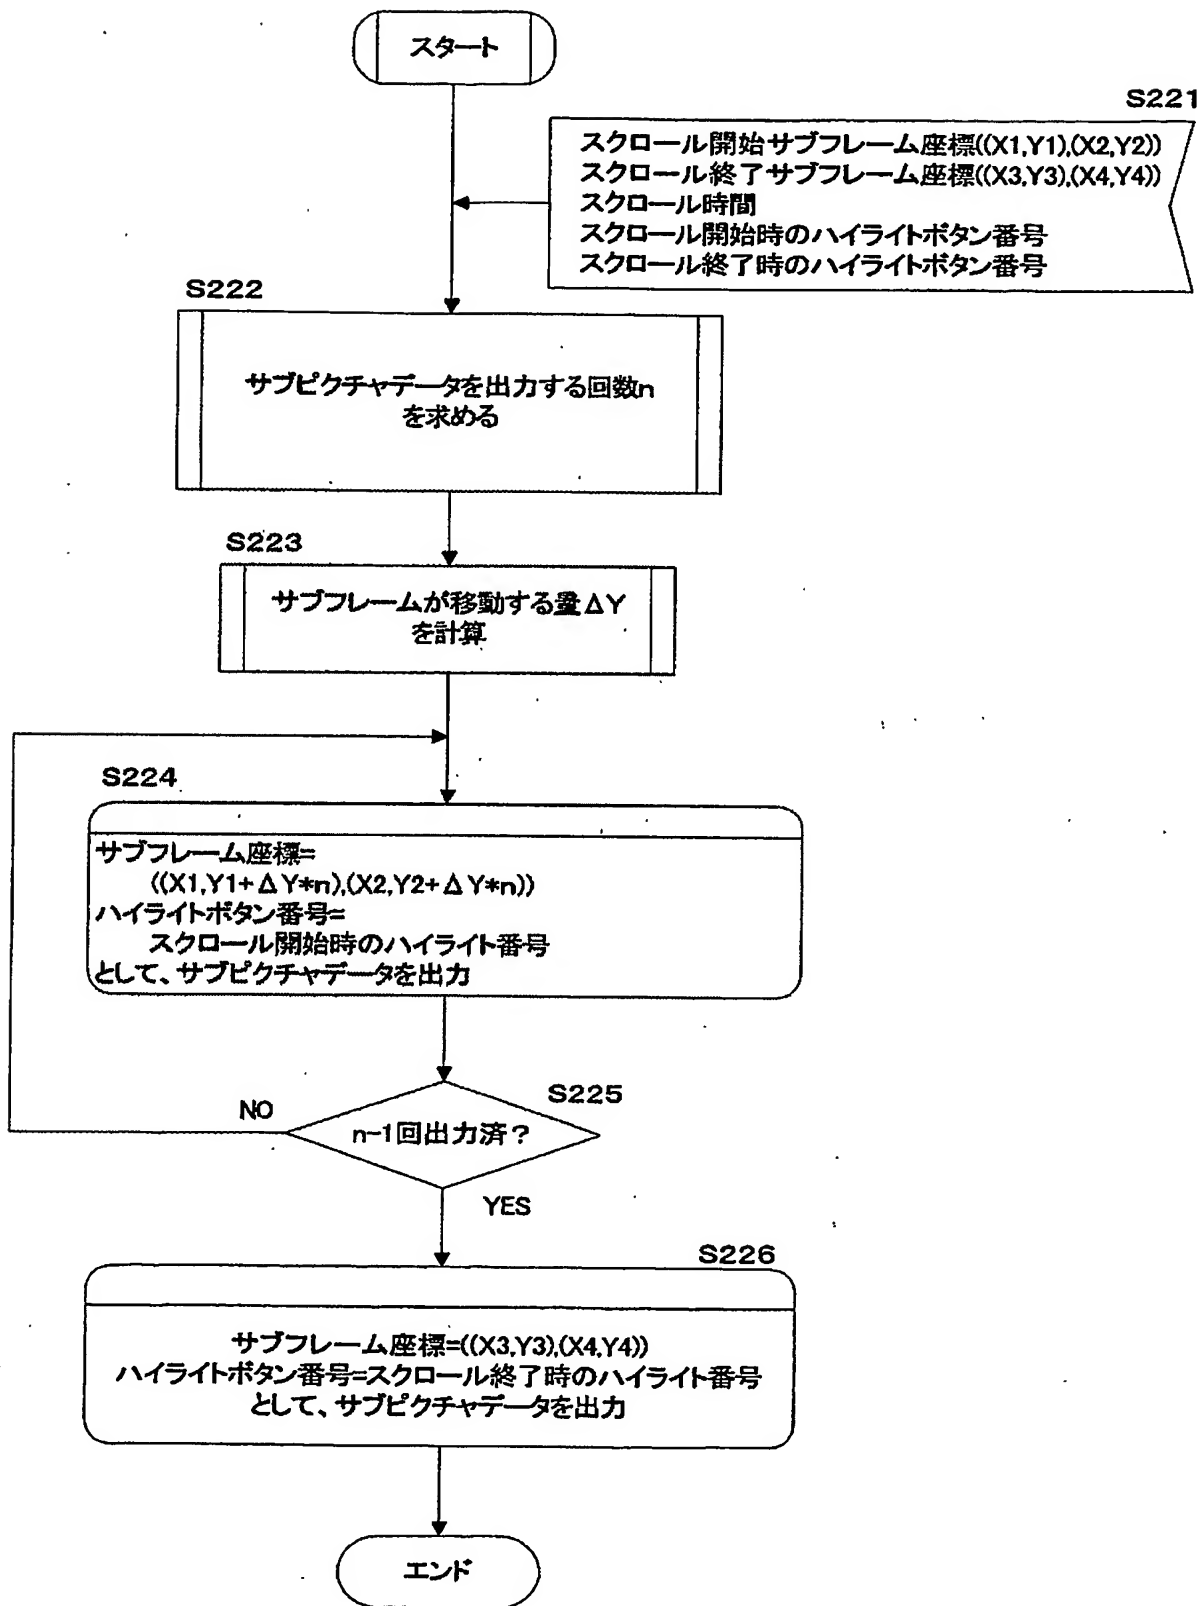 スタート
S221
スクロール開始サブフレーム座標((X1,Y1),(X2,Y2))
スクロール終了サブフレーム座標((X3,Y3),(X4,Y4))
スクロール時間
スクロール開始時のハイライトボタン番号
スクロール終了時のハイライトボタン番号
S222
サブピクチャデータを出力する回数n
を求める
S223
サブフレームが移動する量ΔY
を計算
S224
サブフレーム座標=
((X1,Y1+ΔY*n),(X2,Y2+ΔY*n))
ハイライトボタン番号=
スクロール開始時のハイライト番号
として、サブピクチャデータを出力
S225
NO
n-1回出力済?
YES
S226
サブフレーム座標=((X3,Y3),(X4,Y4))
ハイライトボタン番号=スクロール終了時のハイライト番号
として、サブピクチャデータを出力
エンド